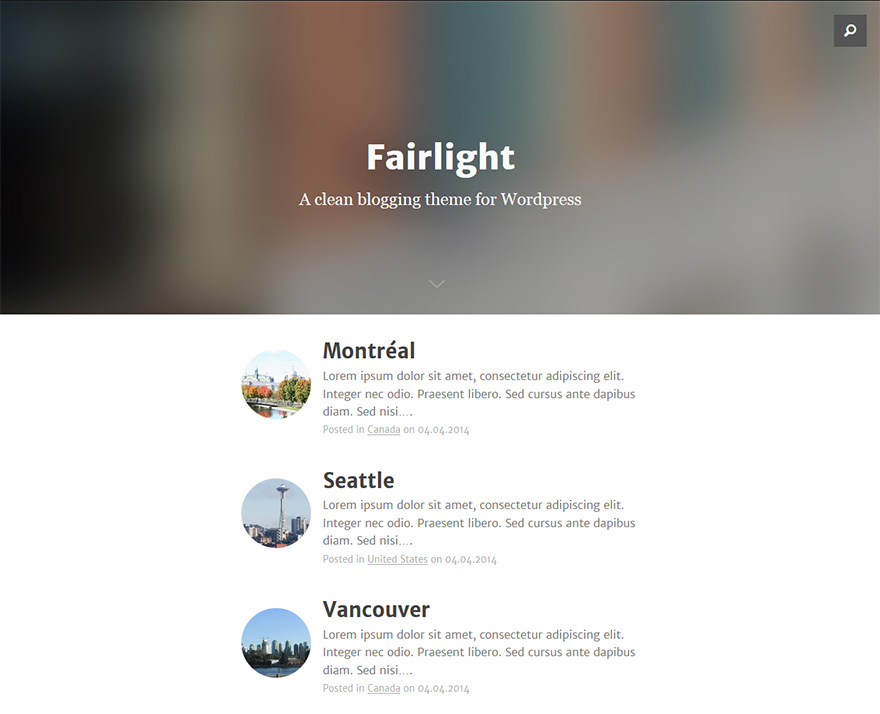 Fairlight
A clean blogging theme for Wordpress
Montréal
Lorem ipsum dolor sit amet, consectetur adipiscing elit.
Integer nec odio. Praesent libero. Sed cursus ante dapibus
diam. Sed nisi….
Posted in Canada on 04.04.2014
Seattle
Lorem ipsum dolor sit amet, consectetur adipiscing elit.
Integer nec odio. Praesent libero. Sed cursus ante dapibus
diam. Sed nisi….
Posted in United States on 04.04.2014
Vancouver
Lorem ipsum dolor sit amet, consectetur adipiscing elit.
Integer nec odio. Praesent libero. Sed cursus ante dapibus
diam. Sed nisi….
Posted in Canada on 04.04.2014